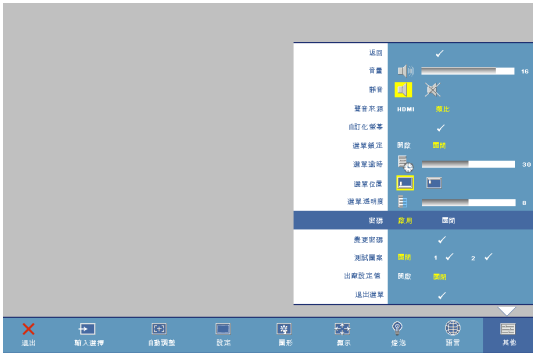 返回
音量 16
靜音
聲音來源 HDMI 禁止
自訂化螢幕
選單鎖定 開啟 關閉
選單逾時 30
選單位置
選單透明度 8
密碼 啟用 關閉
變更密碼
測試圖案 關閉 1 2
出廠設定值 開啟 關閉
退出選單
退出 輸入選擇 自動調整 設定 圖形 顯示 燈泡 語言 其他